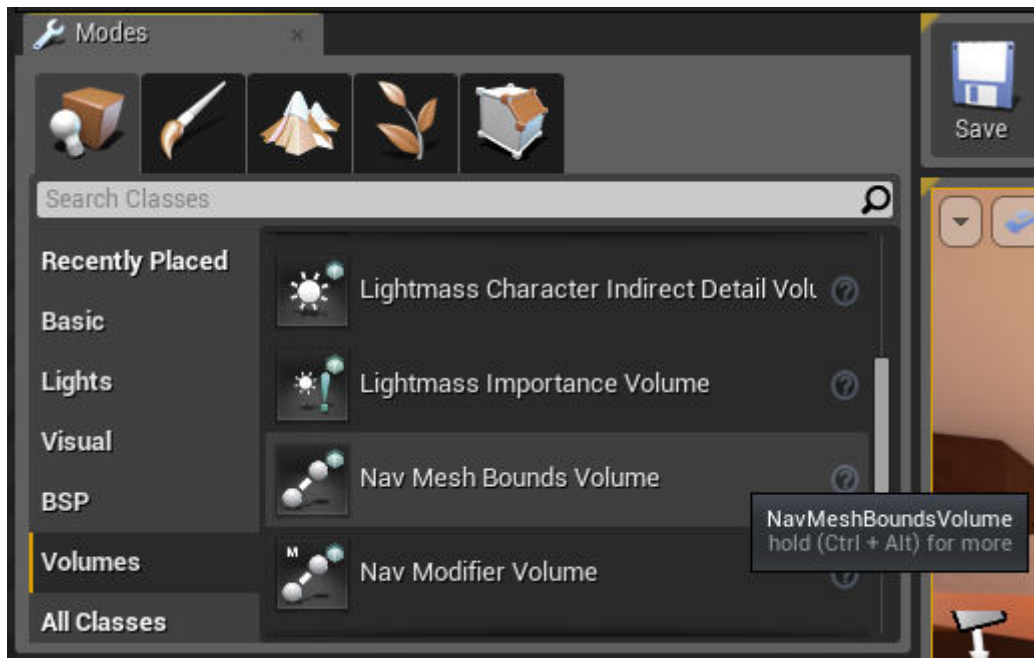 Modes
Save
Search Classes
Recently Placed
Basic
Lights
Visual
BSP
Volumes
All Classes
Lightmass Character Indirect Detail
Lightmass Importance Volume
Nav Mesh Bounds Volume
M
Nav Modifier Volume
NavMeshBoundsVolume
hold (Ctrl + Alt) for more